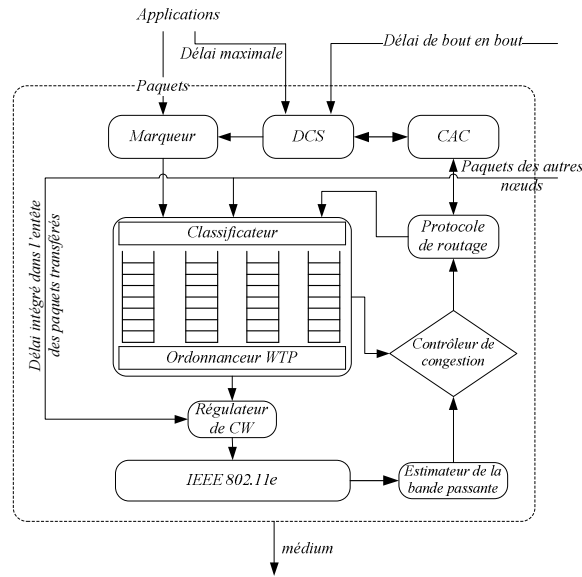 Applications
Délai maximale
Délai de bout en bout
Paquets
Marqueur
DCS
CAC
Paquets des autres
nœuds
Classificateur
Protocole
de routage
Délai intégré dans l'entête
des paquets transférés
Contrôleur de
congestion
Ordonnanceur WTP
Régulateur
de CW
IEEE 802.11e
Estimateur de la
bande passante
médium